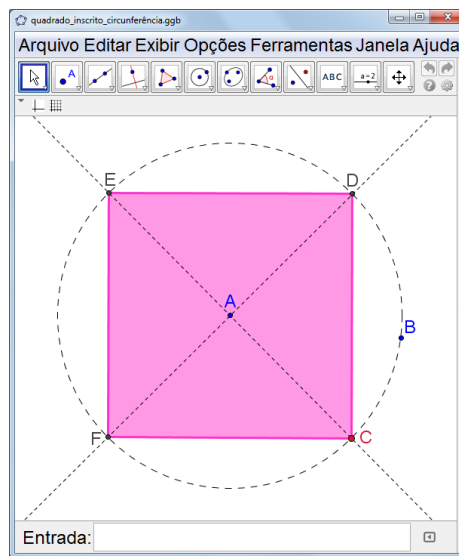 quadrado_inscrito_circunferência.ggb
Arquivo Editar Exibir Opções Ferramentas Janela Ajuda
A α ABC a=2
E D
A
B
F C
Entrada: